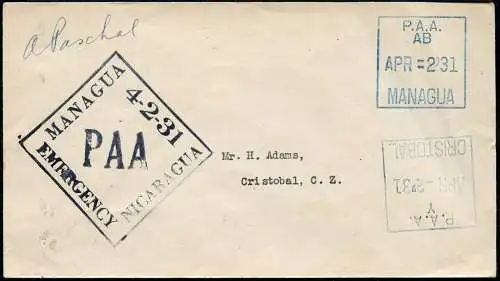 A Paschal
P.A.A.
AB
APR = 2'31
MANAGUA
MANAGUA
4-2-31
PAA
EMERGENCY
NICARAGUA
Mr. H. Adams,
Cristobal, C. Z.
P.A.A.
Y
APR -2'31
CRISTOBAL